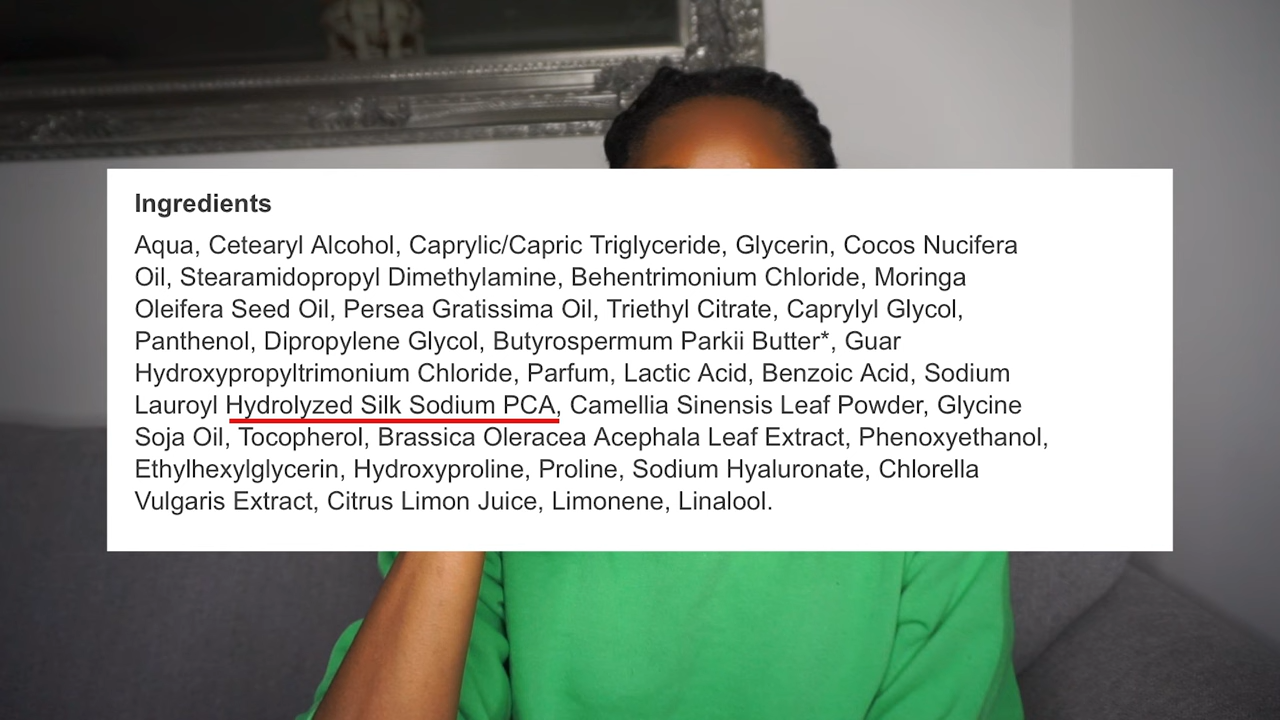 Ingredients
Aqua, Cetearyl Alcohol, Caprylic/Capric Triglyceride, Glycerin, Cocos Nucifera
Oil, Stearamidopropyl Dimethylamine, Behentrimonium Chloride, Moringa
Oleifera Seed Oil, Persea Gratissima Oil, Triethyl Citrate, Caprylyl Glycol,
Panthenol, Dipropylene Glycol, Butyrospermum Parkii Butter*, Guar
Hydroxypropyltrimonium Chloride, Parfum, Lactic Acid, Benzoic Acid, Sodium
Lauroyl Hydrolyzed Silk Sodium PCA, Camellia Sinensis Leaf Powder, Glycine
Soja Oil, Tocopherol, Brassica Oleracea Acephala Leaf Extract, Phenoxyethanol,
Ethylhexylglycerin, Hydroxyproline, Proline, Sodium Hyaluronate, Chlorella
Vulgaris Extract, Citrus Limon Juice, Limonene, Linalool.